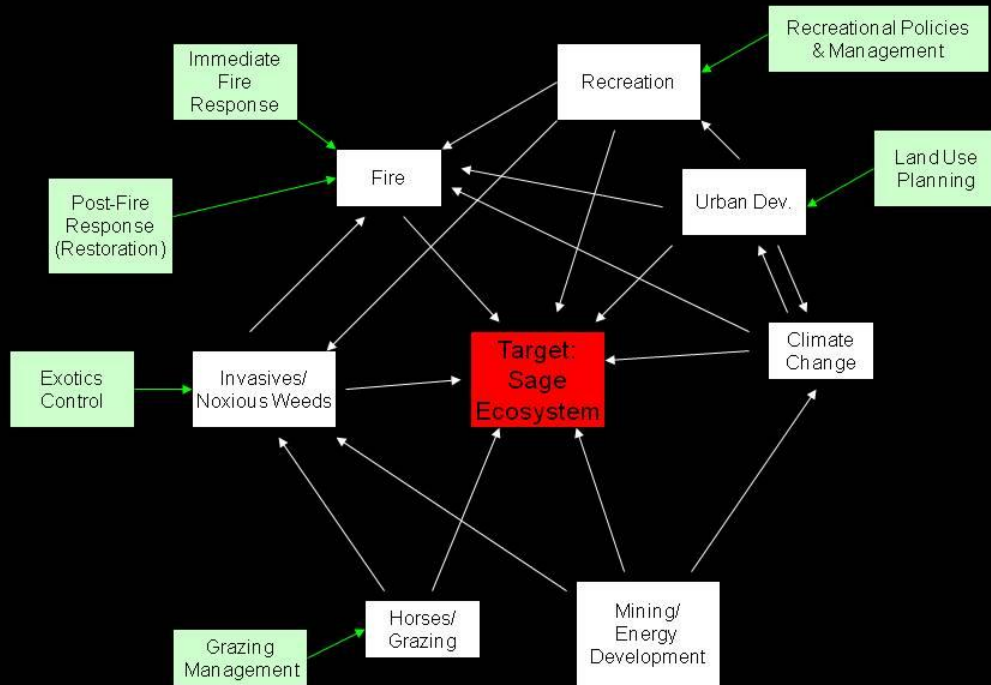 Recreational Policies
& Management
Immediate
Fire
Response
Recreation
Fire
Land Use
Planning
Urban Dev.
Post-Fire
Response
(Restoration)
Target:
Sage
Ecosystem
Climate
Change
Exotics
Control
Invasives/
Noxious Weeds
Horses/
Grazing
Mining/
Energy
Development
Grazing
Management